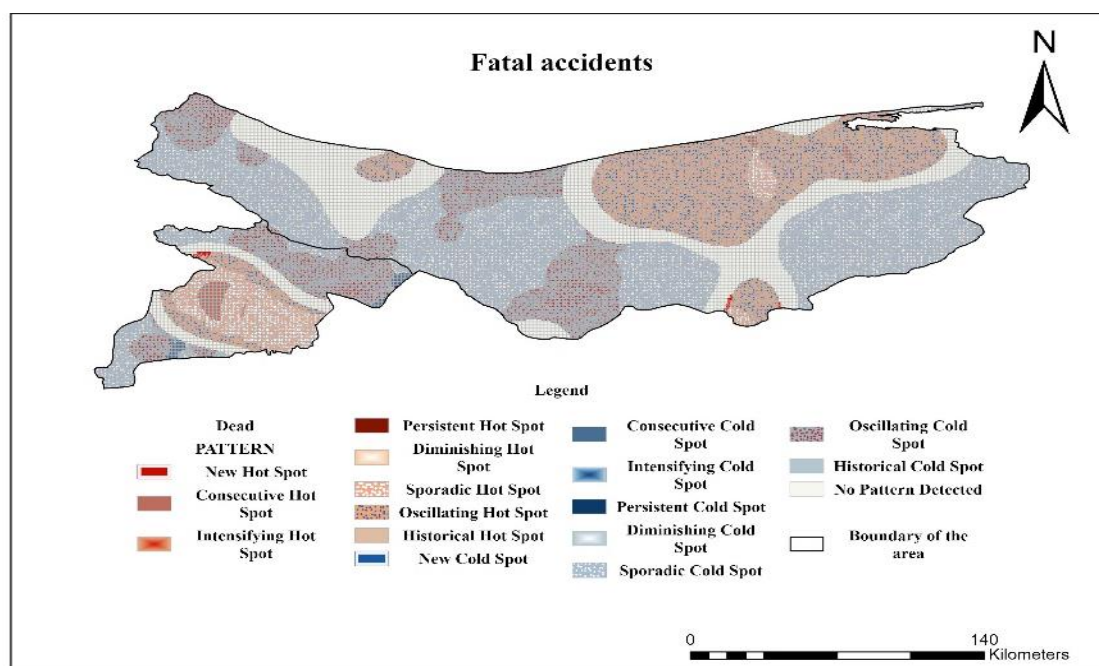 Fatal accidents
N
Legend
Dead
PATTERN
New Hot Spot
Consecutive Hot
Spot
Intensifying Hot
Spot
Persistent Hot Spot
Diminishing Hot
Spot
Sporadic Hot Spot
Oscillating Hot Spot
Historical Hot Spot
New Cold Spot
Consecutive Cold
Spot
Intensifying Cold
Spot
Persistent Cold Spot
Diminishing Cold
Spot
Sporadic Cold Spot
Oscillating Cold
Spot
Historical Cold Spot
No Pattern Detected
Boundary of the
area
0 140
Kilometers